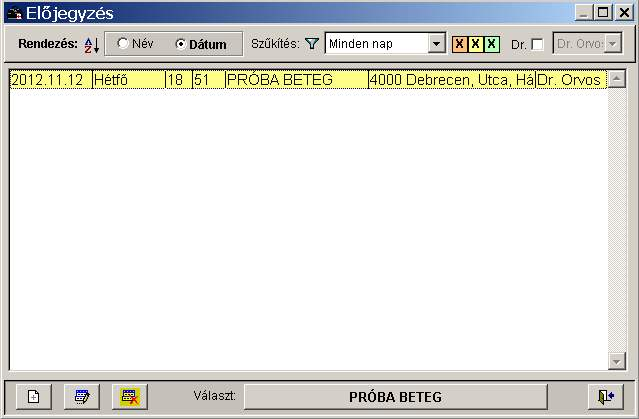 Előjegyzés
Rendezés: A Z Név Dátum Szűkítés: Minden nap X X X Dr. Dr. Orvos
2012.11.12 Hétfő 18 51 PRÓBA BETEG 4000 Debrecen, Utca, Há Dr. Orvos
Választ: PRÓBA BETEG